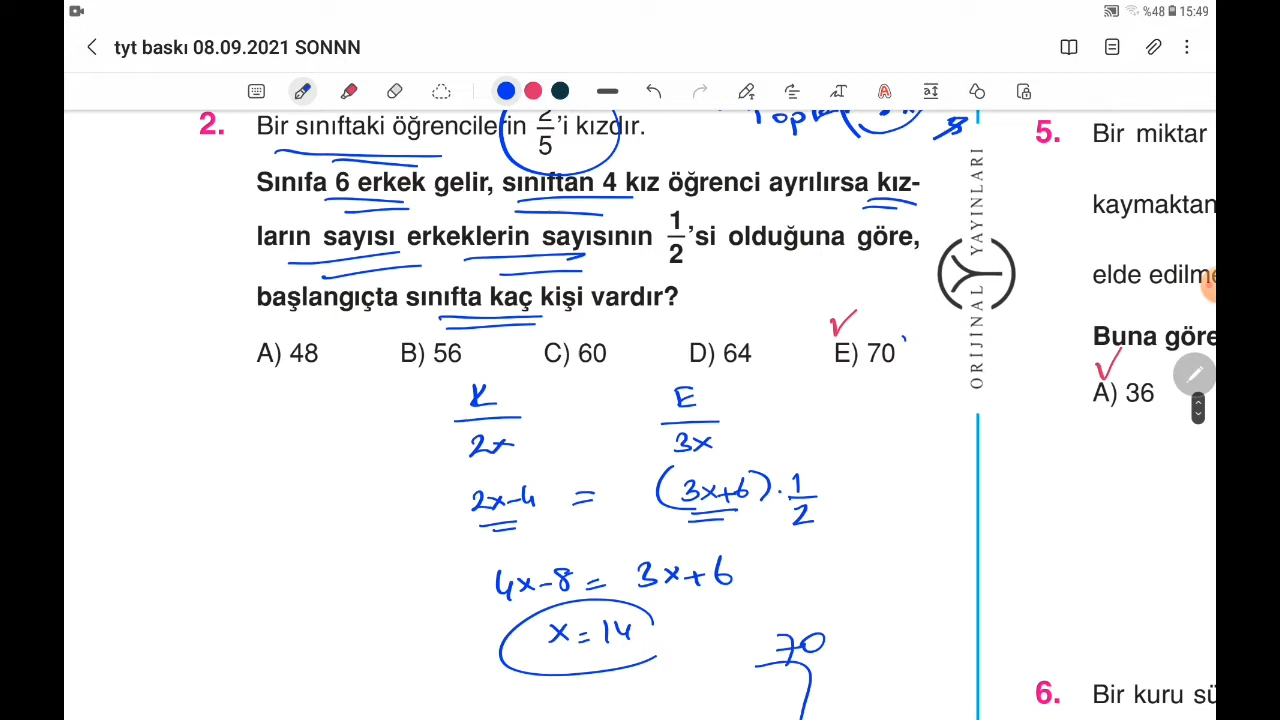 %48 15:49
tyt baskı 08.09.2021 SONNN
2. Bir sınıftaki öğrencilerin 2/5'i kızdır.
Sınıfa 6 erkek gelir, sınıftan 4 kız öğrenci ayrılırsa kız-
ların sayısı erkeklerin sayısının 1/2'si olduğuna göre,
başlangıçta sınıfta kaç kişi vardır?
A) 48 B) 56 C) 60 D) 64 E) 70
K E
2x 3x
2x-4 = (3x+6).1/2
4x-8 = 3x+6
x = 14
70
ORİJİNAL YAYINLARI
5. Bir miktar
kaymaktan
elde edilme
Buna göre
A) 36
6. Bir kuru sü